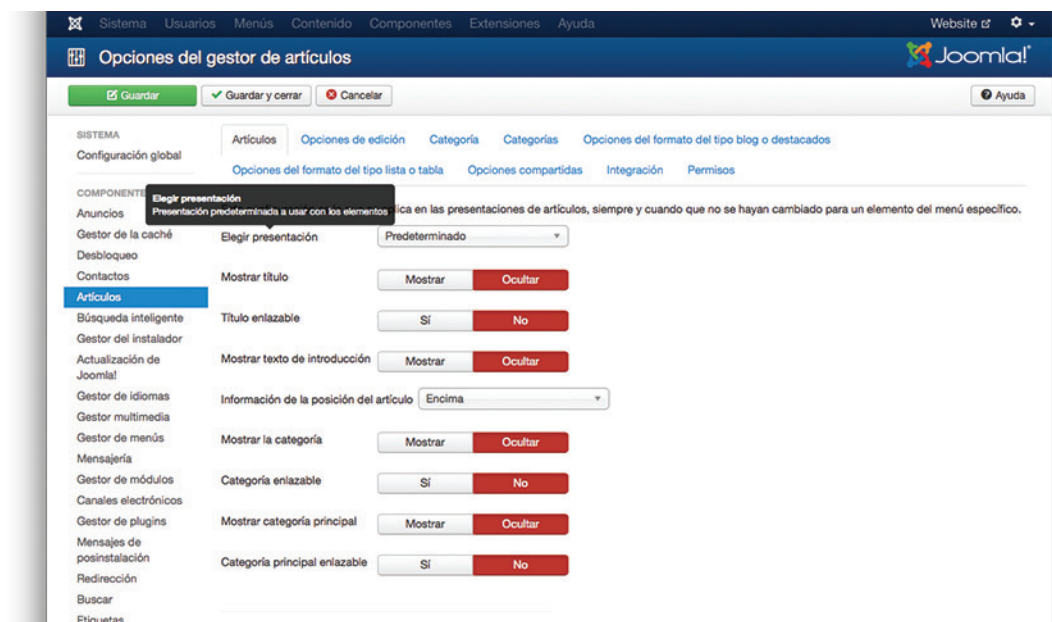 Sistema Usuarios Menús Contenido Componentes Extensiones Ayuda Website
Opciones del gestor de artículos Joomla!
Guardar Guardar y cerrar Cancelar Ayuda
SISTEMA
Configuración global
COMPONENTE
Anuncios
Gestor de la caché
Desbloqueo
Contactos
Artículos
Búsqueda inteligente
Gestor del instalador
Actualización de
Joomla!
Gestor de idiomas
Gestor multimedia
Gestor de menús
Mensajería
Gestor de módulos
Canales electrónicos
Gestor de plugins
Mensajes de
posinstalación
Redirección
Buscar
Etiquetas
Artículos Opciones de edición Categoría Categorías Opciones del formato del tipo blog o destacados
Opciones del formato del tipo lista o tabla Opciones compartidas Integración Permisos
Elegir presentación
Presentación predeterminada a usar con los elementos
plica en las presentaciones de artículos, siempre y cuando que no se hayan cambiado para un elemento del menú específico.
Elegir presentación Predeterminado
Mostrar título Mostrar Ocultar
Título enlazable Sí No
Mostrar texto de introducción Mostrar Ocultar
Información de la posición del artículo Encima
Mostrar la categoría Mostrar Ocultar
Categoría enlazable Sí No
Mostrar categoría principal Mostrar Ocultar
Categoría principal enlazable Sí No